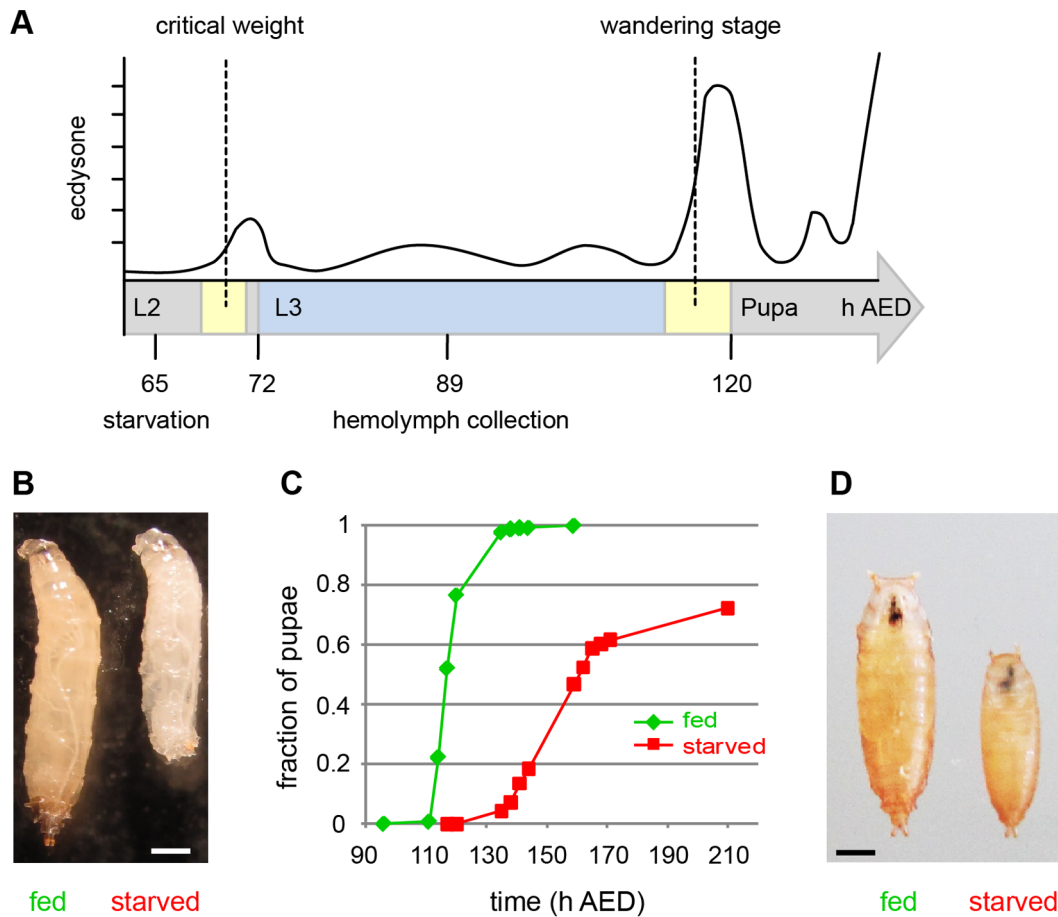 A
critical weight
wandering stage
ecdysone
L2
L3
Pupa
h AED
65
72
89
120
starvation
hemolymph collection
B
fed
starved
C
fraction of pupae
1
0.8
0.6
0.4
0.2
0
fed
starved
90
110
130
150
170
190
210
time (h AED)
D
fed
starved